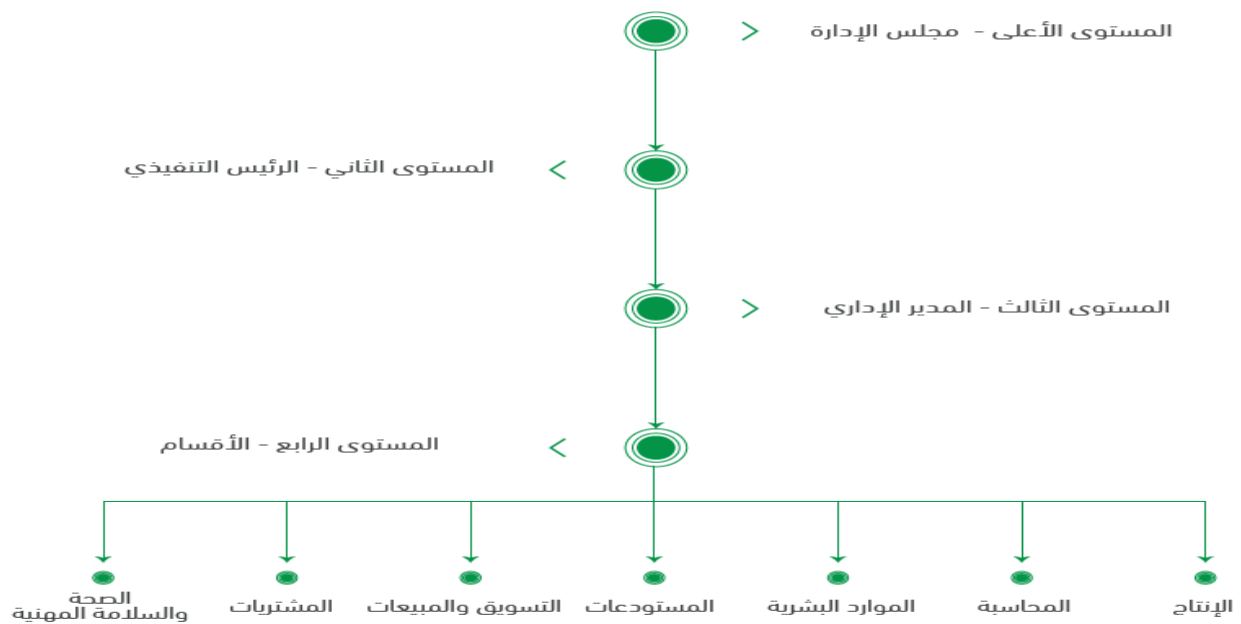 المستوى الأعلى - مجلس الإدارة
المستوى الثاني - الرئيس التنفيذي
المستوى الثالث - المدير الإداري
المستوى الرابع - الأقسام
الإنتاج
المحاسبة
الموارد البشرية
المستودعات
التسويق والمبيعات
المشتريات
الصحة
والسلامة المهنية